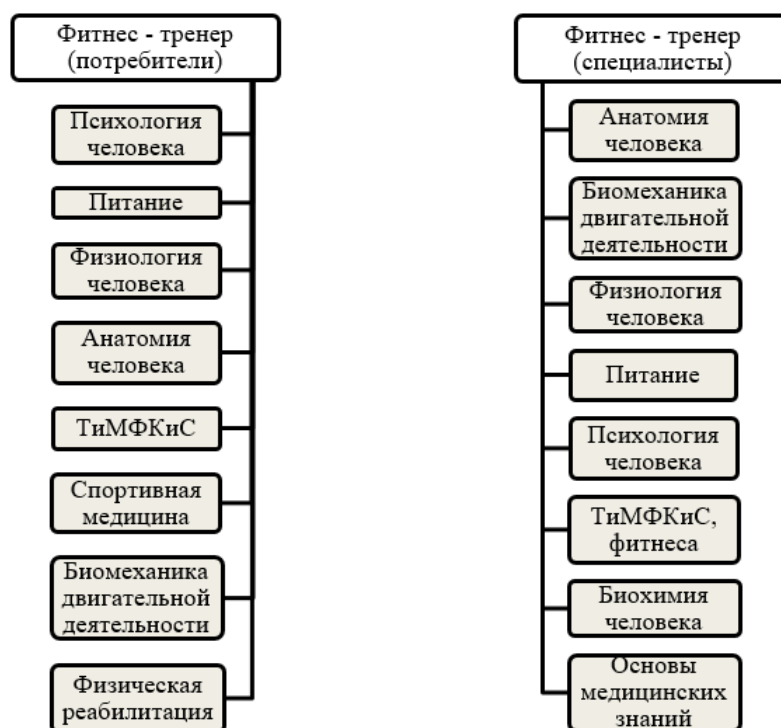 Фитнес - тренер
(потребители)
Психология
человека
Питание
Физиология
человека
Анатомия
человека
ТиМФКиС
Спортивная
медицина
Биомеханика
двигательной
деятельности
Физическая
реабилитация
Фитнес - тренер
(специалисты)
Анатомия
человека
Биомеханика
двигательной
деятельности
Физиология
человека
Питание
Психология
человека
ТиМФКиС,
фитнеса
Биохимия
человека
Основы
медицинских
знаний